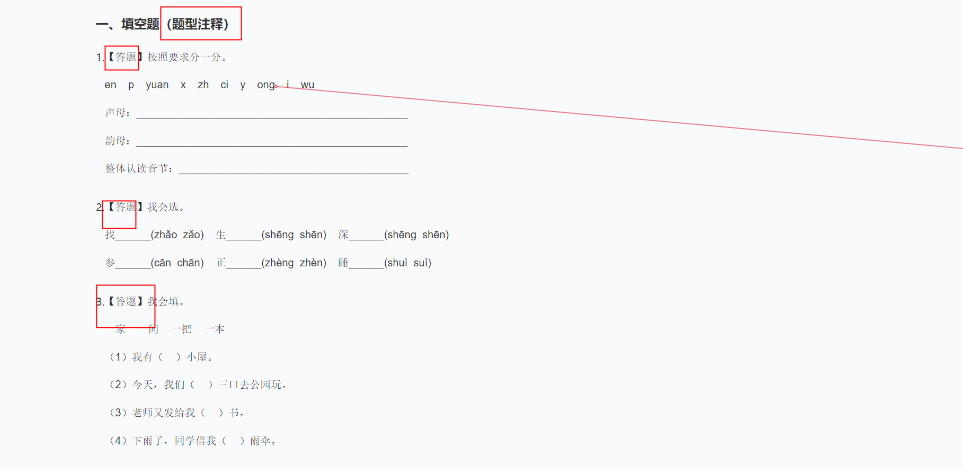 一、填空题（题型注释）
1.【答题】按照要求分一分。
en p yuan x zh ci y ong i wu
声母：
韵母：
整体认读音节：
2.【答题】我会选。
找______(zhǎo zǎo) 生______(shēng shēn) 深______(shēng shēn)
参______(cān chān) 正______(zhèng zhèn) 睡______(shuì suì)
3.【答题】我会填。
一家 一间 一把 一本
（1）我有（ ）小屋。
（2）今天，我们（ ）三口去公园玩。
（3）老师又发给我（ ）书。
（4）下雨了，同学借我（ ）雨伞。